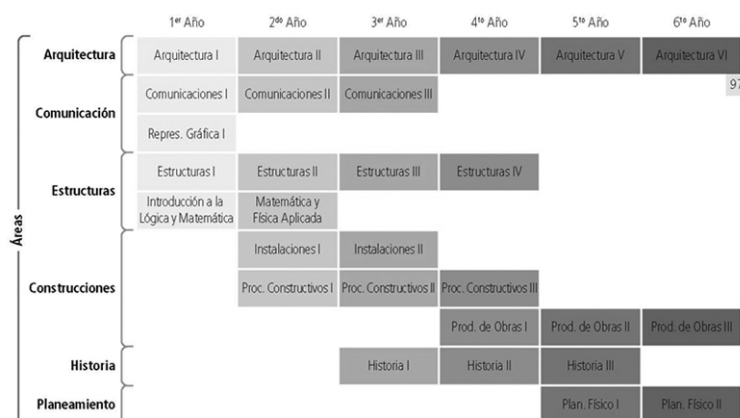 1er Año 2do Año 3er Año 4to Año 5to Año 6to Año
Áreas
Arquitectura Arquitectura I Arquitectura II Arquitectura III Arquitectura IV Arquitectura V Arquitectura VI
97
Comunicación Comunicaciones I Comunicaciones II Comunicaciones III
Repres. Gráfica I
Estructuras Estructuras I Estructuras II Estructuras III Estructuras IV
Introducción a la Lógica y Matemática Matemática y Física Aplicada
Construcciones Instalaciones I Instalaciones II
Proc. Constructivos I Proc. Constructivos II Proc. Constructivos III
Prod. de Obras I Prod. de Obras II Prod. de Obras III
Historia Historia I Historia II Historia III
Planeamiento Plan. Físico I Plan. Físico II